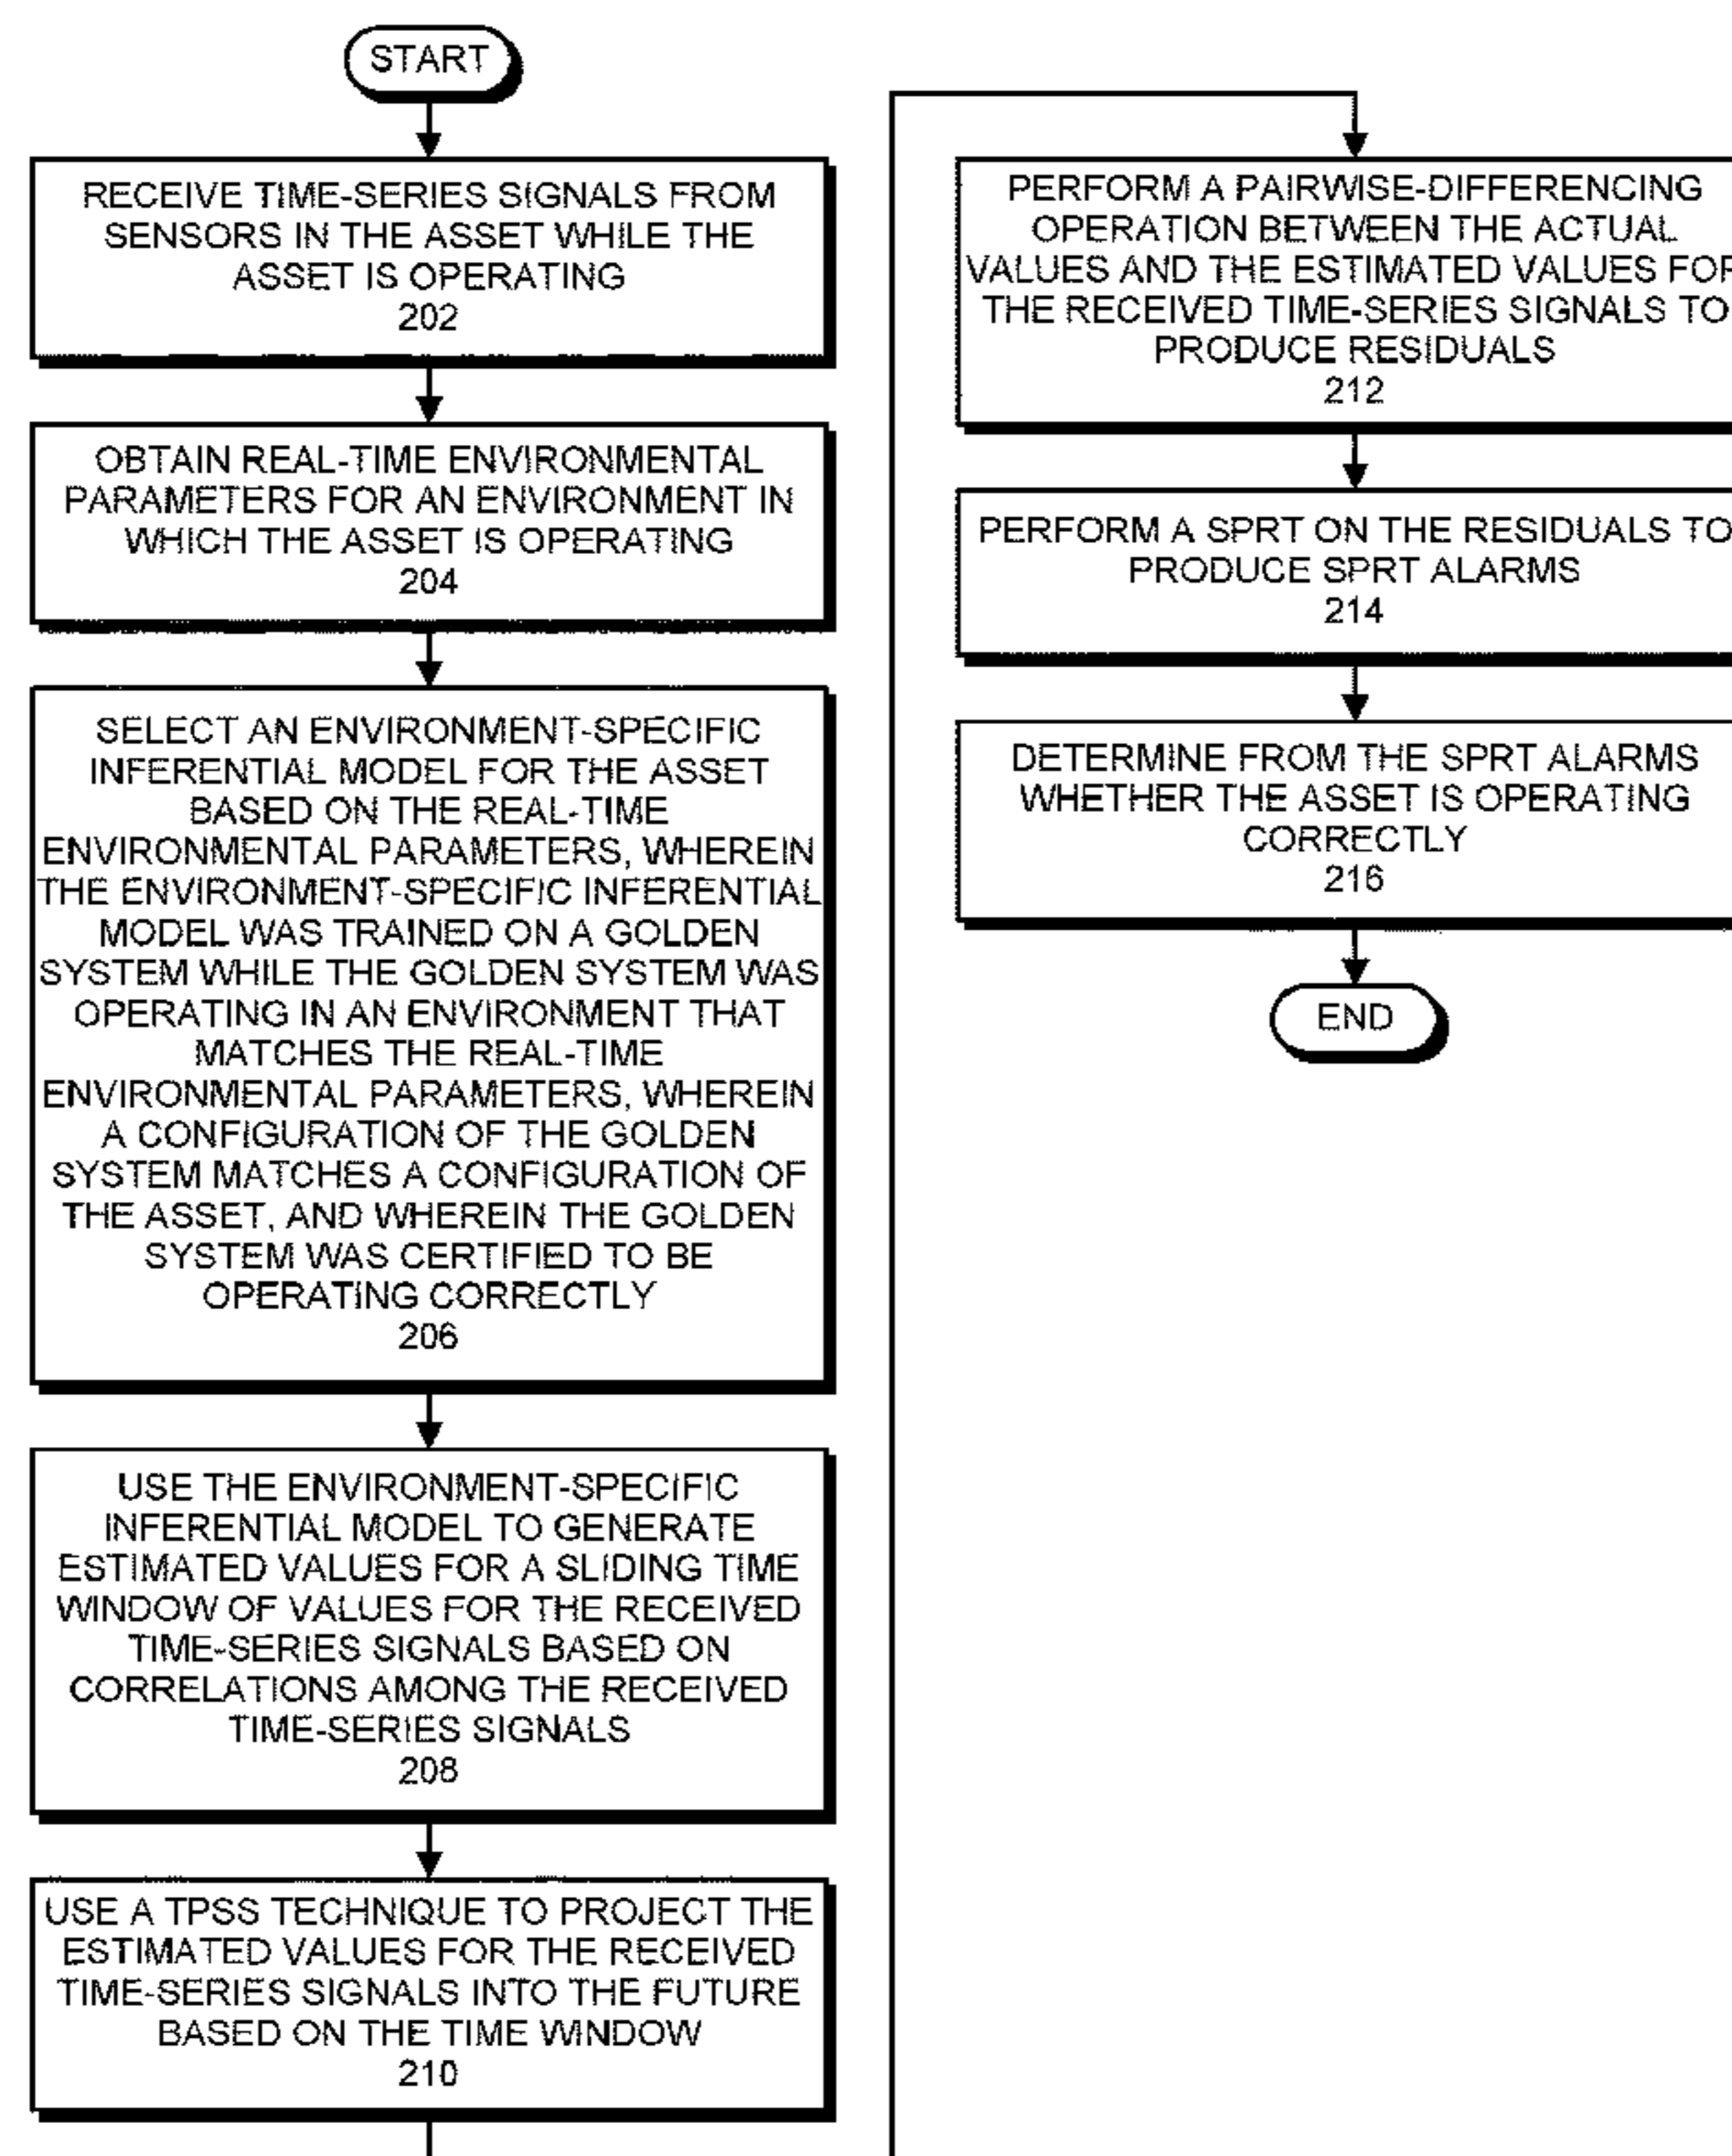 START
RECEIVE TIME-SERIES SIGNALS FROM
SENSORS IN THE ASSET WHILE THE
ASSET IS OPERATING
202
OBTAIN REAL-TIME ENVIRONMENTAL
PARAMETERS FOR AN ENVIRONMENT IN
WHICH THE ASSET IS OPERATING
204
SELECT AN ENVIRONMENT-SPECIFIC
INFERENTIAL MODEL FOR THE ASSET
BASED ON THE REAL-TIME
ENVIRONMENTAL PARAMETERS, WHEREIN
THE ENVIRONMENT-SPECIFIC INFERENTIAL
MODEL WAS TRAINED ON A GOLDEN
SYSTEM WHILE THE GOLDEN SYSTEM WAS
OPERATING IN AN ENVIRONMENT THAT
MATCHES THE REAL-TIME
ENVIRONMENTAL PARAMETERS, WHEREIN
A CONFIGURATION OF THE GOLDEN
SYSTEM MATCHES A CONFIGURATION OF
THE ASSET, AND WHEREIN THE GOLDEN
SYSTEM WAS CERTIFIED TO BE
OPERATING CORRECTLY
206
USE THE ENVIRONMENT-SPECIFIC
INFERENTIAL MODEL TO GENERATE
ESTIMATED VALUES FOR A SLIDING TIME
WINDOW OF VALUES FOR THE RECEIVED
TIME-SERIES SIGNALS BASED ON
CORRELATIONS AMONG THE RECEIVED
TIME-SERIES SIGNALS
208
USE A TPSS TECHNIQUE TO PROJECT THE
ESTIMATED VALUES FOR THE RECEIVED
TIME-SERIES SIGNALS INTO THE FUTURE
BASED ON THE TIME WINDOW
210
PERFORM A PAIRWISE-DIFFERENCING
OPERATION BETWEEN THE ACTUAL
VALUES AND THE ESTIMATED VALUES FOR
THE RECEIVED TIME-SERIES SIGNALS TO
PRODUCE RESIDUALS
212
PERFORM A SPRT ON THE RESIDUALS TO
PRODUCE SPRT ALARMS
214
DETERMINE FROM THE SPRT ALARMS
WHETHER THE ASSET IS OPERATING
CORRECTLY
216
END